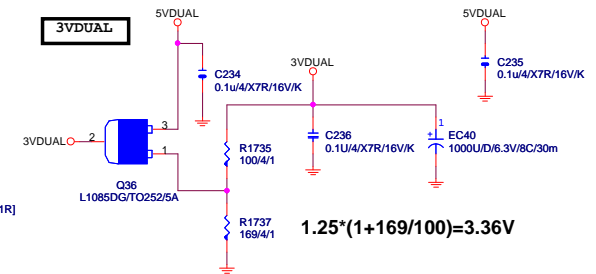 3VDUAL
5VDUAL
5VDUAL
C234
0.1u/4/X7R/16V/K
C235
0.1u/4/X7R/16V/K
3VDUAL
3VDUAL
2
3
1
Q36
L1085DG/TO252/5A
R1735
100/4/1
C236
0.1U/4/X7R/16V/K
1
+
EC40
1000U/D/6.3V/8C/30m
1R]
R1737
169/4/1
1.25*(1+169/100)=3.36V